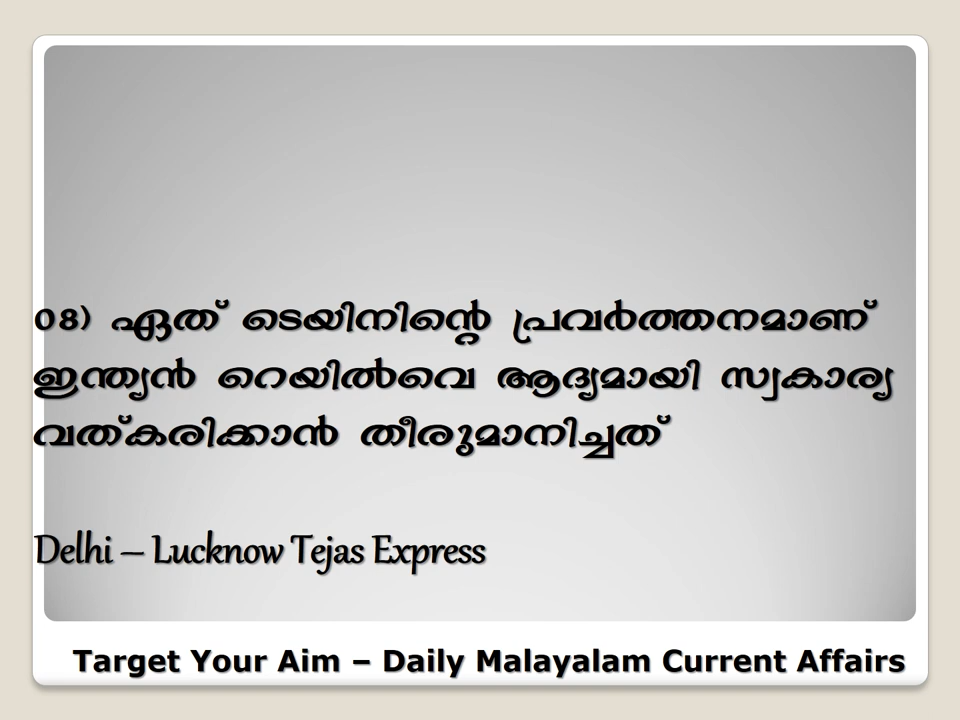 08) ഏത് ടെയിനിന്റെ പ്രവർത്തനമാണ്
ഇന്ത്യൻ റെയിൽവെ ആദ്യമായി സ്വകാര്യ
വത്കരിക്കാൻ തീരുമാനിച്ചത്
Delhi – Lucknow Tejas Express
Target Your Aim – Daily Malayalam Current Affairs